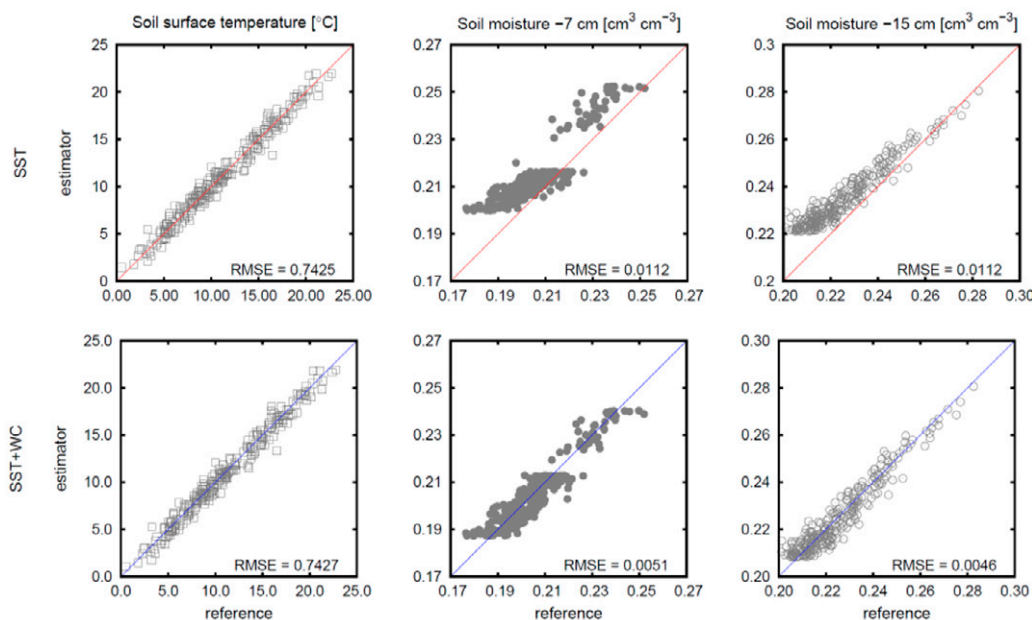 Soil surface temperature [°C]
Soil moisture −7 cm [cm³ cm⁻³]
Soil moisture −15 cm [cm³ cm⁻³]
SST
estimator
25
20
15
10
5
0
0.00 5.00 10.00 15.00 20.00 25.00
RMSE = 0.7425
0.27
0.25
0.23
0.21
0.19
0.17
0.17 0.19 0.21 0.23 0.25 0.27
RMSE = 0.0112
0.3
0.28
0.26
0.24
0.22
0.2
0.20 0.22 0.24 0.26 0.28 0.30
RMSE = 0.0112
SST+WC
estimator
25.0
20.0
15.0
10.0
5.0
0.0
0.0 5.0 10.0 15.0 20.0 25.0
RMSE = 0.7427
reference
0.27
0.25
0.23
0.21
0.19
0.17
0.17 0.19 0.21 0.23 0.25 0.27
RMSE = 0.0051
reference
0.30
0.28
0.26
0.24
0.22
0.20
0.20 0.22 0.24 0.26 0.28 0.30
RMSE = 0.0046
reference